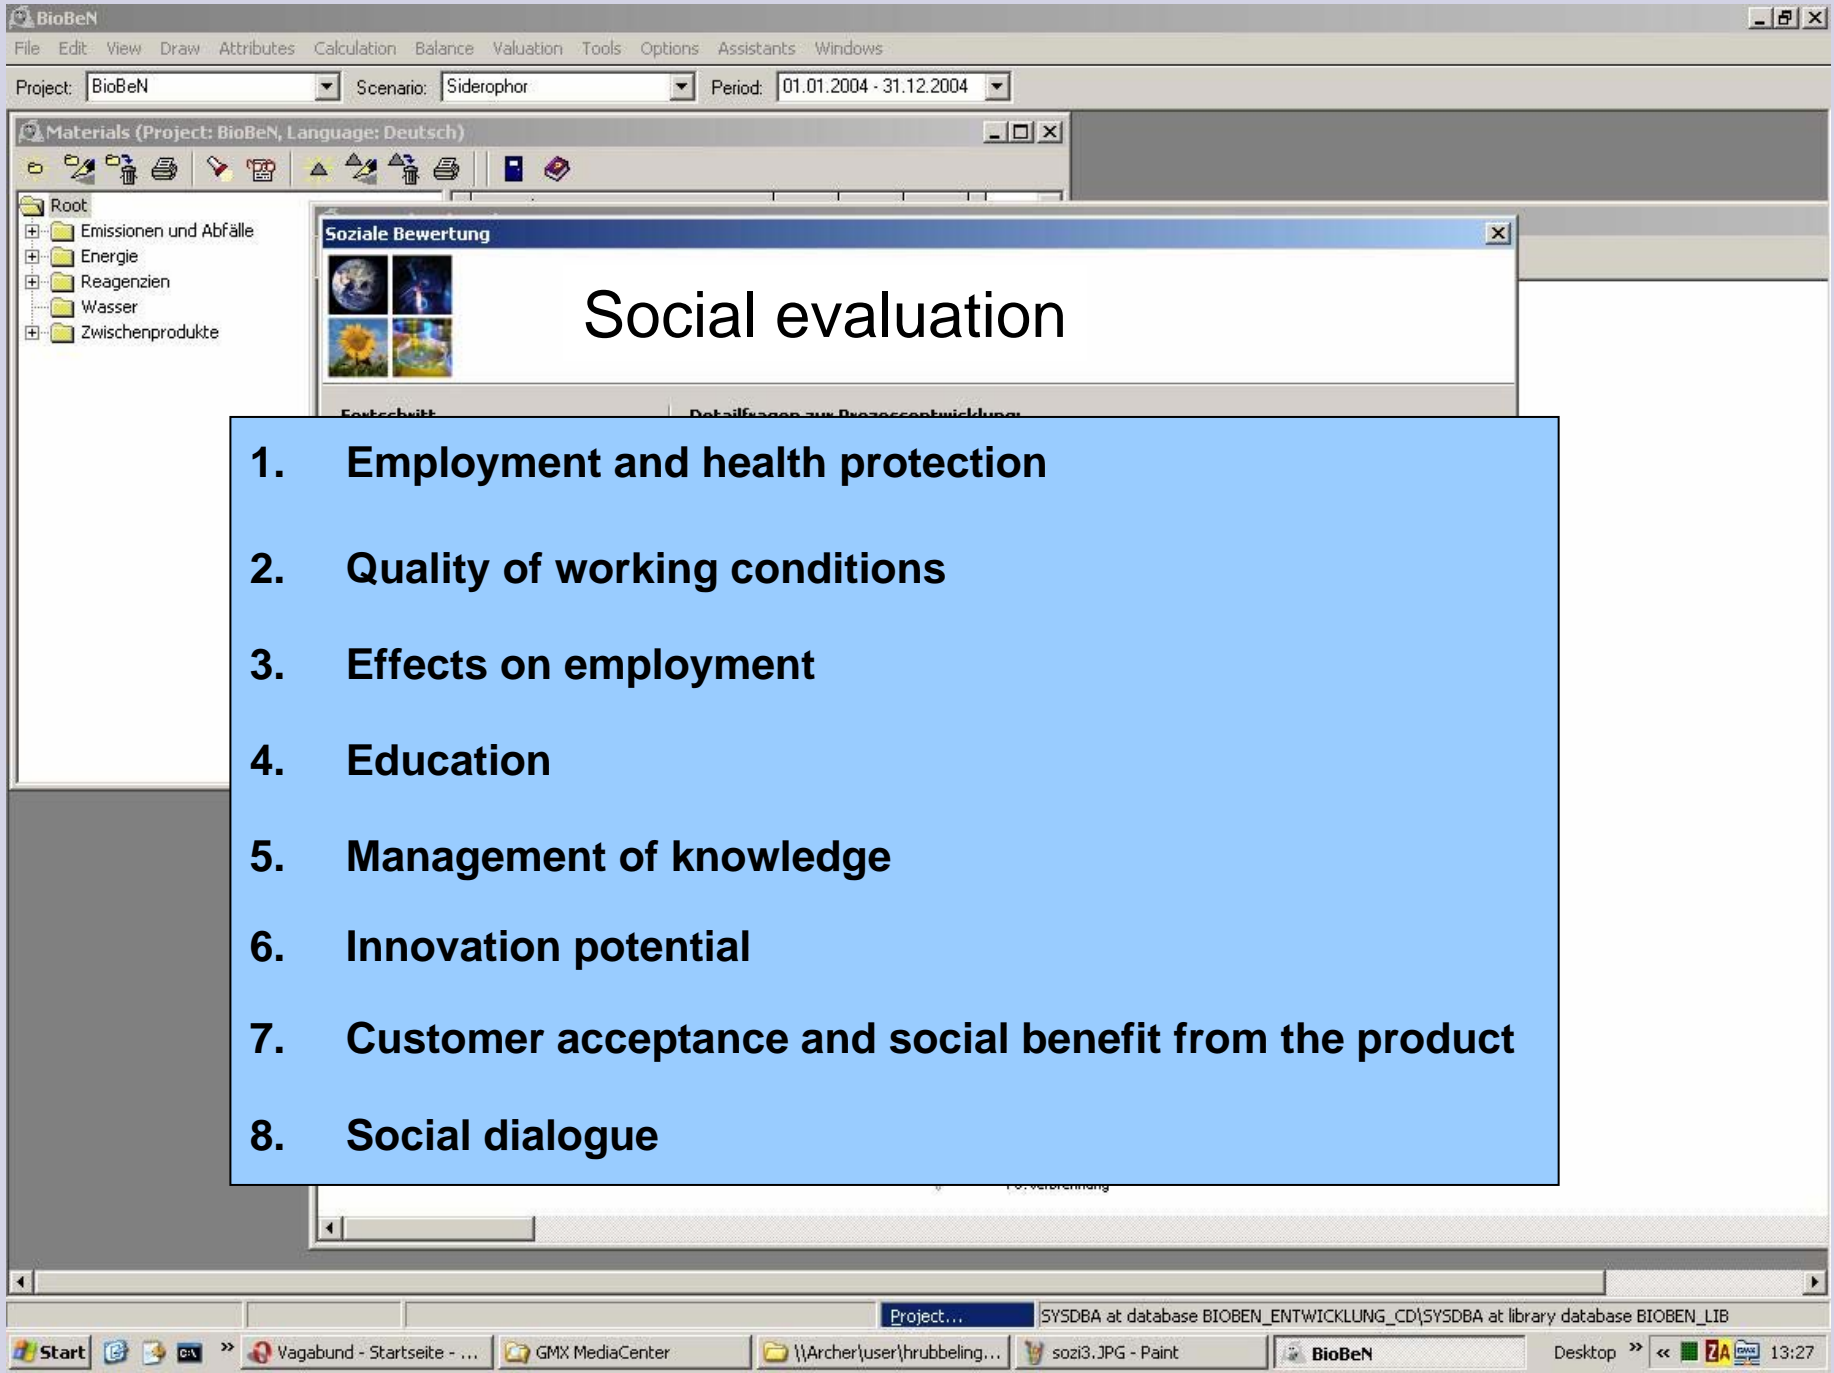 BioBeN
File Edit View Draw Attributes Calculation Balance Valuation Tools Options Assistants Windows
Project: BioBeN Scenario: Siderophor Period: 01.01.2004 - 31.12.2004
Materials (Project: BioBeN, Language: Deutsch)
Root
Emissionen und Abfälle
Energie
Reagenzien
Wasser
Zwischenprodukte
Soziale Bewertung
Social evaluation
Fortschritt Detailfragen zur Prozessentwicklung:
1. Employment and health protection
2. Quality of working conditions
3. Effects on employment
4. Education
5. Management of knowledge
6. Innovation potential
7. Customer acceptance and social benefit from the product
8. Social dialogue
Project... SYSDBA at database BIOBEN_ENTWICKLUNG_CD\SYSDBA at library database BIOBEN_LIB
Start Vagabund - Startseite - ... GMX MediaCenter \\Archer\user\hrubbeling... sozi3.JPG - Paint BioBeN Desktop » « 13:27